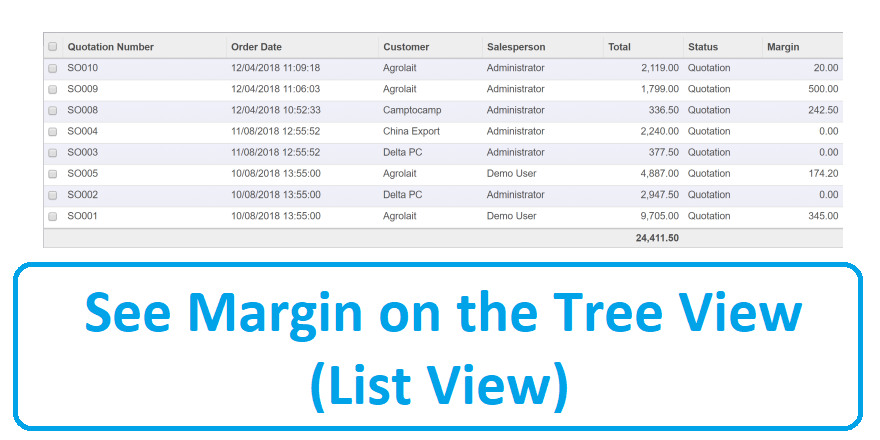 Quotation Number Order Date Customer Salesperson Total Status Margin
SO010 12/04/2018 11:09:18 Agrolait Administrator 2,119.00 Quotation 20.00
SO009 12/04/2018 11:06:03 Agrolait Administrator 1,799.00 Quotation 500.00
SO008 12/04/2018 10:52:33 Camptocamp Administrator 336.50 Quotation 242.50
SO004 11/08/2018 12:55:52 China Export Administrator 2,240.00 Quotation 0.00
SO003 11/08/2018 12:55:52 Delta PC Administrator 377.50 Quotation 0.00
SO005 10/08/2018 13:55:00 Agrolait Demo User 4,887.00 Quotation 174.20
SO002 10/08/2018 13:55:00 Delta PC Administrator 2,947.50 Quotation 0.00
SO001 10/08/2018 13:55:00 Agrolait Demo User 9,705.00 Quotation 345.00
24,411.50
See Margin on the Tree View
(List View)